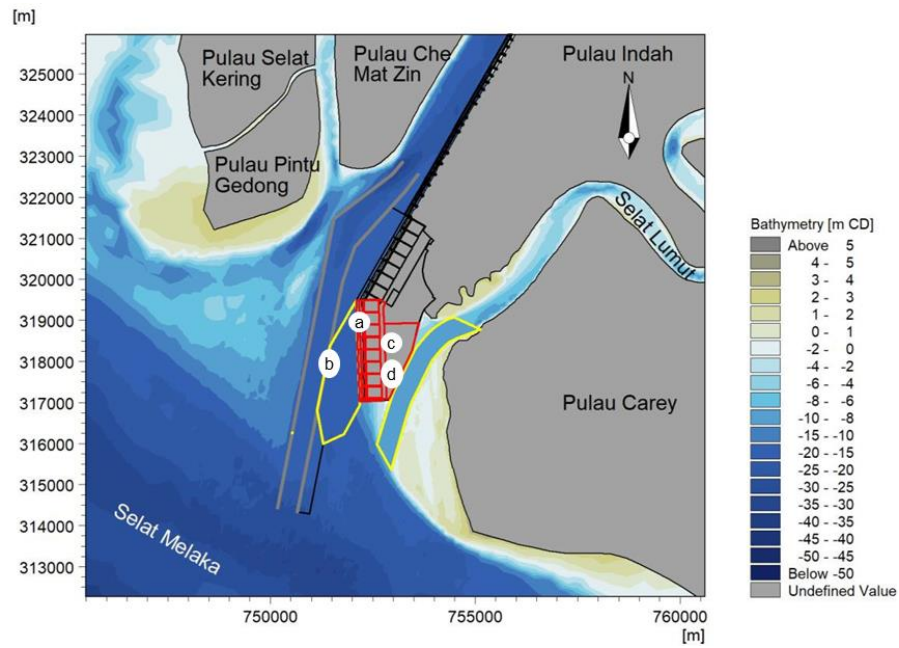 [m]
325000
324000
323000
322000
321000
320000
319000
318000
317000
316000
315000
314000
313000
750000
755000
760000
[m]
Pulau Selat
Kering
Pulau Che
Mat Zin
Pulau Indah
N
Pulau Pintu
Gedong
Selat Lumut
a
b
c
d
Pulau Carey
Selat Melaka
Bathymetry [m CD]
Above 5
4 - 5
3 - 4
2 - 3
1 - 2
0 - 1
-2 - 0
-4 - -2
-6 - -4
-8 - -6
-10 - -8
-15 - -10
-20 - -15
-25 - -20
-30 - -25
-35 - -30
-40 - -35
-45 - -40
-50 - -45
Below -50
Undefined Value